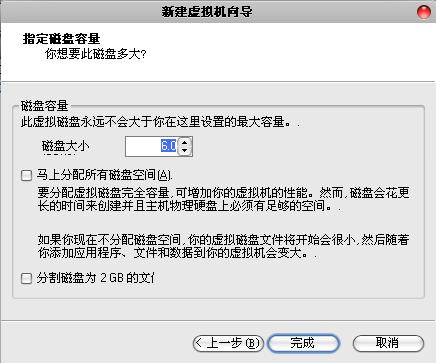 新建虚拟机向导
指定磁盘容量
你想要此磁盘多大?
磁盘容量
此虚拟磁盘永远不会大于你在这里设置的最大容量。.
磁盘大小
6.0
马上分配所有磁盘空间(A).
要分配虚拟磁盘完全容量,可增加你的虚拟机的性能。然而,磁盘会花更
长的时间来创建并且主机物理硬盘上必须有足够的空间。.
如果你现在不分配磁盘空间,你的虚拟磁盘文件将开始会很小,然后随着
你添加应用程序、文件和数据到你的虚拟机会变大。.
分割磁盘为 2 GB 的文
< 上一步 (B)
完成
取消